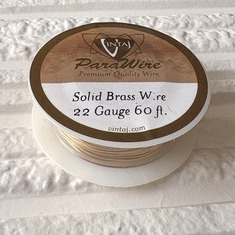 VINTAJ
ParaWire
Premium Quality Wire
Solid Brass Wire
22 Gauge 60 ft.
vintaj.com